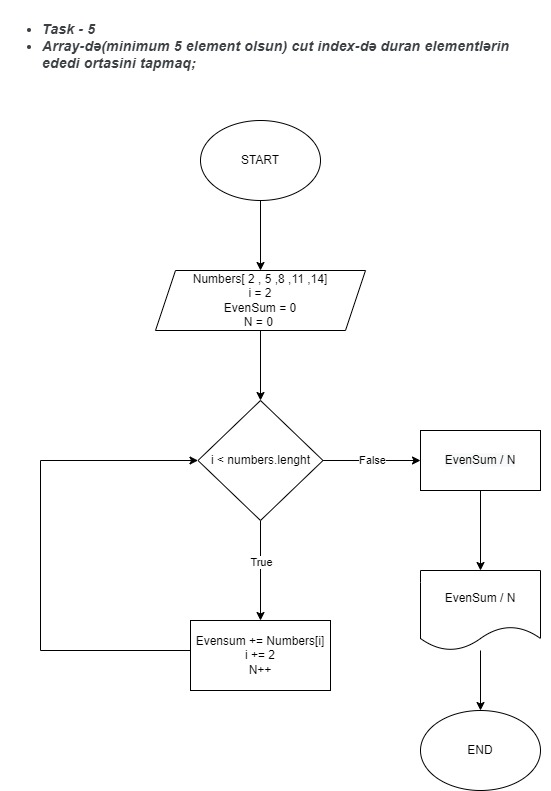 Task - 5
Array-də(minimum 5 element olsun) cut index-də duran elementlərin
ededi ortasini tapmaq;
START
Numbers[ 2 , 5 ,8 ,11 ,14]
i = 2
EvenSum = 0
N = 0
i < numbers.lenght
False
EvenSum / N
True
EvenSum / N
Evensum += Numbers[i]
i += 2
N++
END